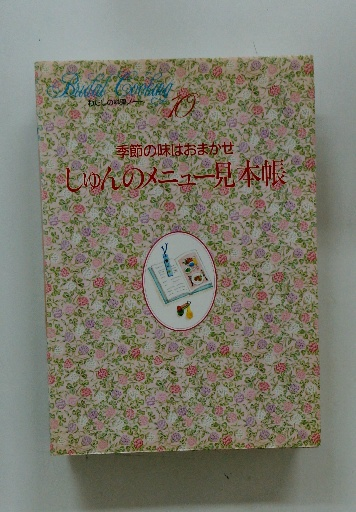 Bridal Cooking
わたしの料理ノート
10
季節の味はおまかせ
しゅんのメニュー見本帳